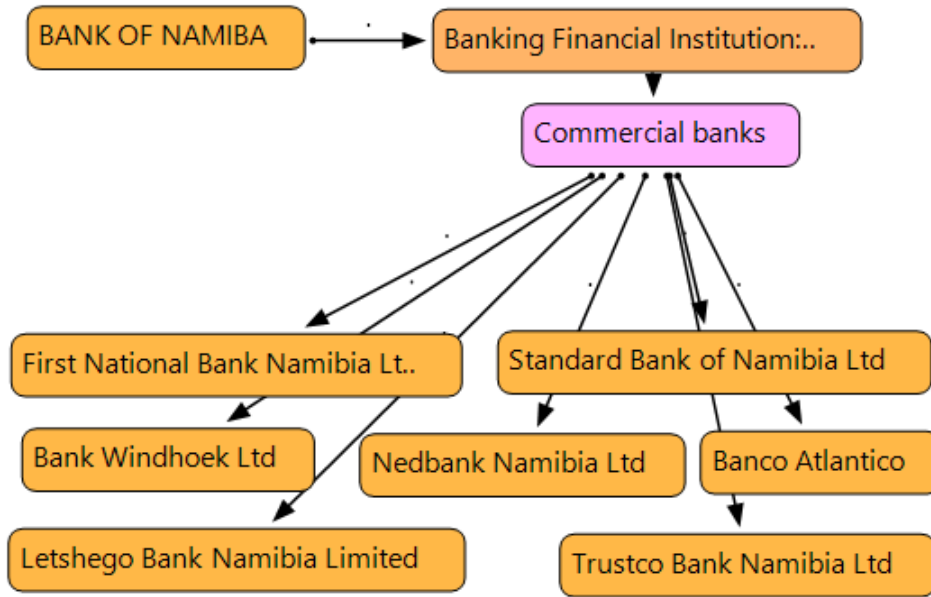 BANK OF NAMIBA
Banking Financial Institution:..
Commercial banks
First National Bank Namibia Lt..
Standard Bank of Namibia Ltd
Bank Windhoek Ltd
Nedbank Namibia Ltd
Banco Atlantico
Letshego Bank Namibia Limited
Trustco Bank Namibia Ltd